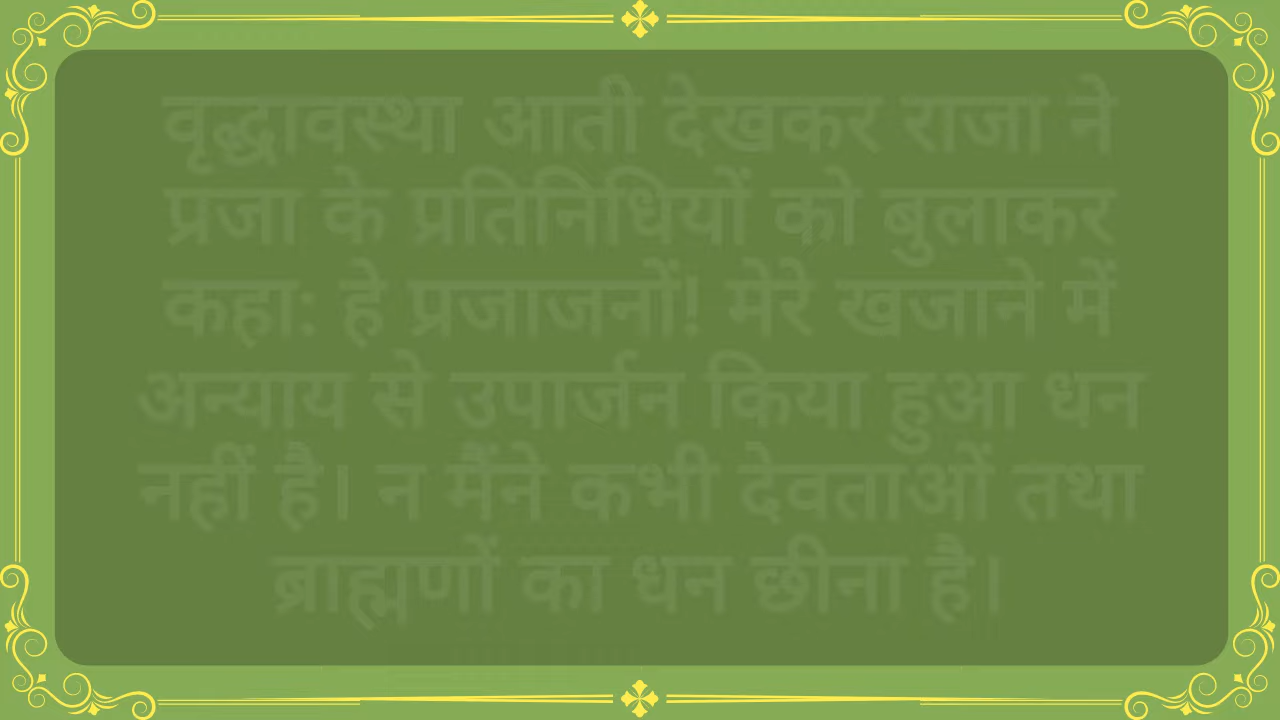 वृद्धावस्था आती देखकर राजा ने
प्रजा के प्रतिनिधियों को बुलाकर
कहा: हे प्रजाजनों! मेरे खजाने में
अन्याय से उपार्जन किया हुआ धन
नहीं है। न मैंने कभी देवताओं तथा
ब्राह्मणों का धन छीना है।